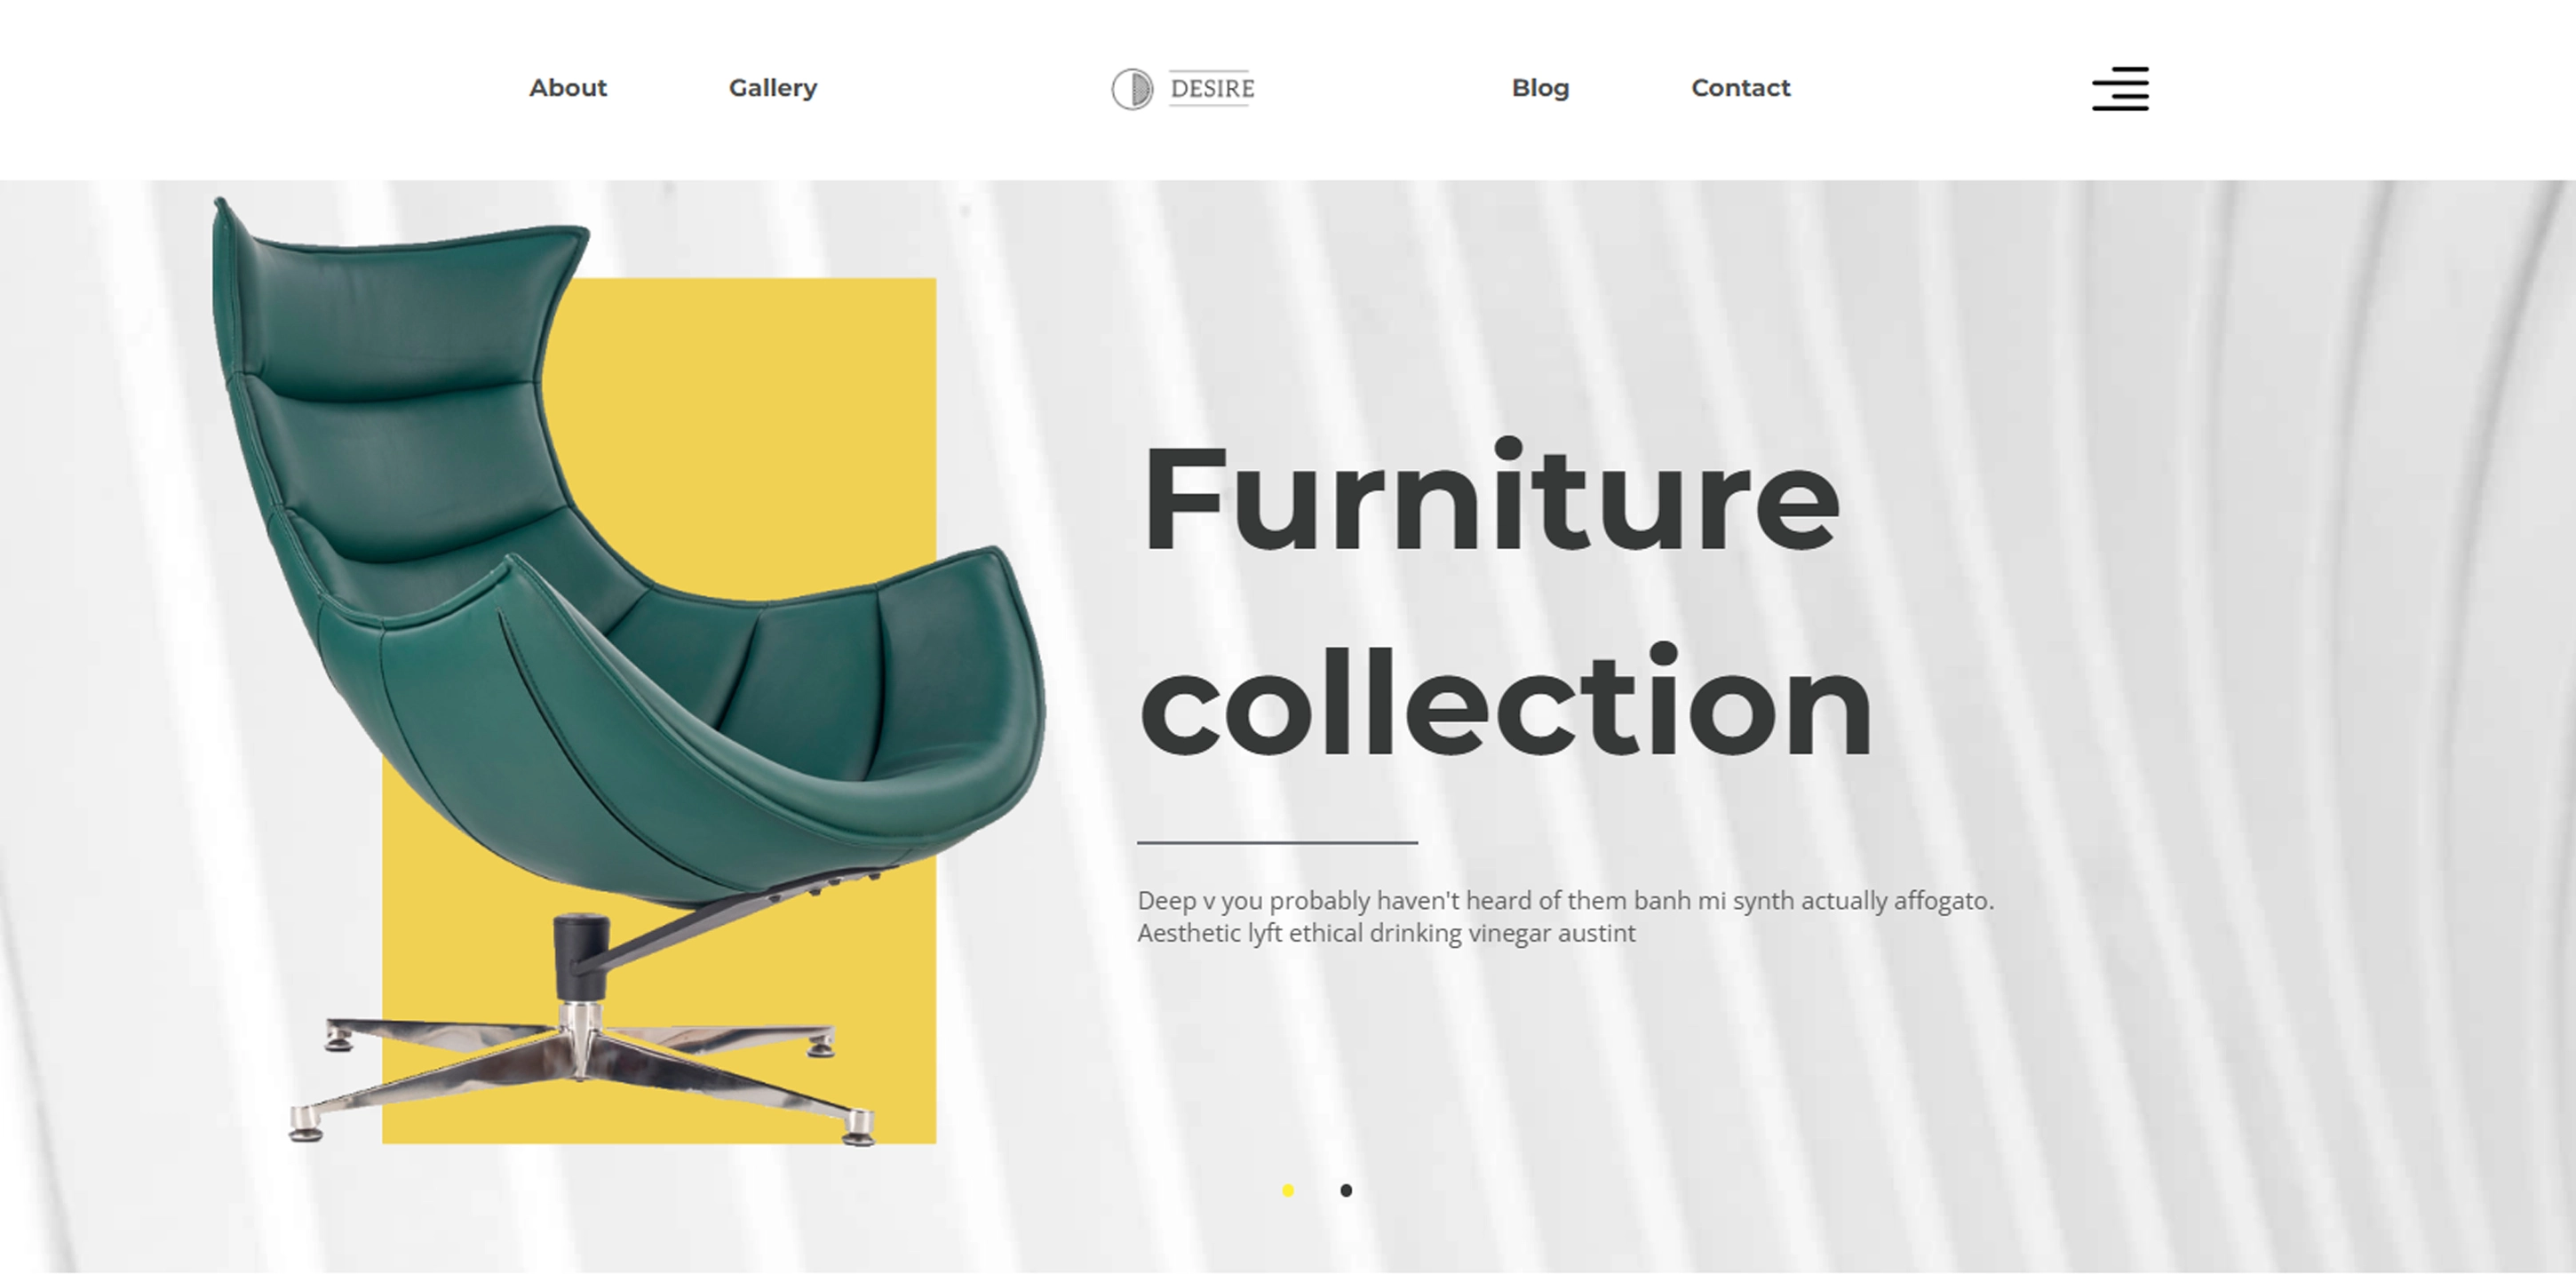 About
Gallery
DESIRE
Blog
Contact
Furniture
collection
Deep v you probably haven't heard of them banh mi synth actually affogato.
Aesthetic lyft ethical drinking vinegar austint